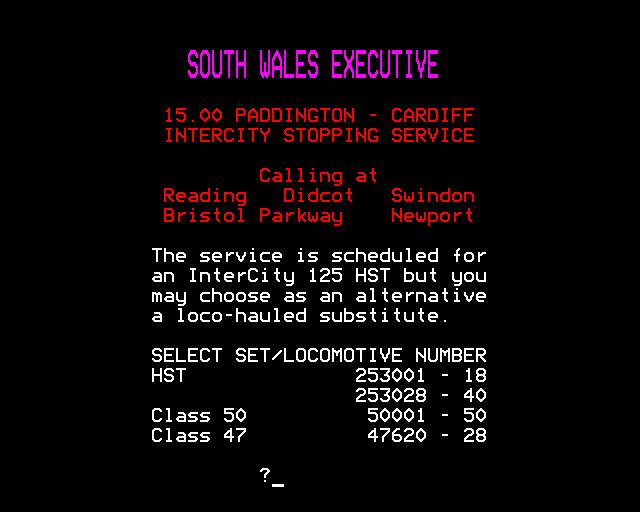 SOUTH WALES EXECUTIVE
15.00 PADDINGTON - CARDIFF
INTERCITY STOPPING SERVICE
Calling at
Reading Didcot Swindon
Bristol Parkway Newport
The service is scheduled for
an InterCity 125 HST but you
may choose as an alternative
a loco-hauled substitute.
SELECT SET/LOCOMOTIVE NUMBER
HST 253001 - 18
253028 - 40
Class 50 50001 - 50
Class 47 47620 - 28
?_